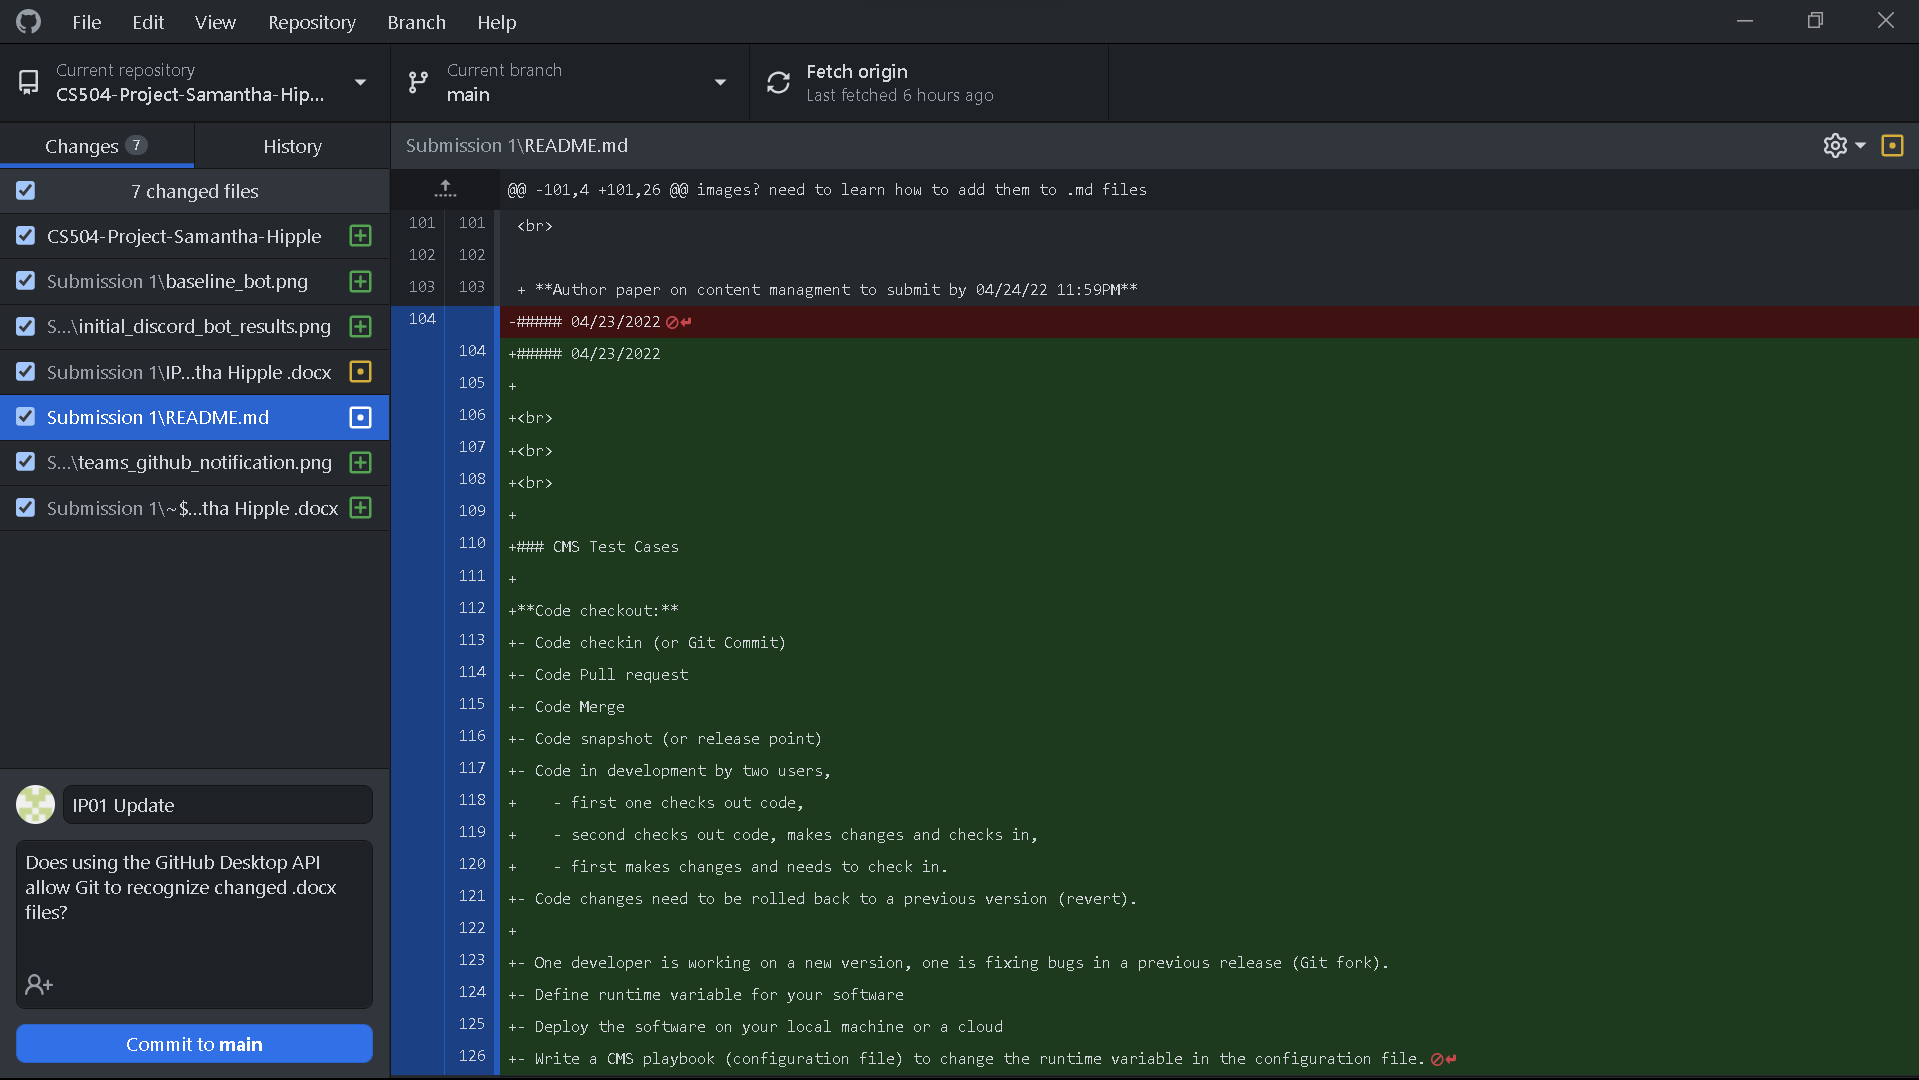 File Edit View Repository Branch Help
Current repository
CS504-Project-Samantha-Hip...
Current branch
main
Fetch origin
Last fetched 6 hours ago
Changes 7
History
Submission 1\README.md
7 changed files
CS504-Project-Samantha-Hipple
Submission 1\baseline_bot.png
S...\initial_discord_bot_results.png
Submission 1\IP...tha Hipple .docx
Submission 1\README.md
S...\teams_github_notification.png
Submission 1\~$...tha Hipple .docx
IP01 Update
Does using the GitHub Desktop API
allow Git to recognize changed .docx
files?
Commit to main
@@ -101,4 +101,26 @@ images? need to learn how to add them to .md files
101 101 <br>
102 102
103 103 + **Author paper on content managment to submit by 04/24/22 11:59PM**
104 -##### 04/23/2022
104 +##### 04/23/2022
105 +
106 +<br>
107 +<br>
108 +<br>
109 +
110 +### CMS Test Cases
111 +
112 +**Code checkout:**
113 +- Code checkin (or Git Commit)
114 +- Code Pull request
115 +- Code Merge
116 +- Code snapshot (or release point)
117 +- Code in development by two users,
118 +    - first one checks out code,
119 +    - second checks out code, makes changes and checks in,
120 +    - first makes changes and needs to check in.
121 +- Code changes need to be rolled back to a previous version (revert).
122 +
123 +- One developer is working on a new version, one is fixing bugs in a previous release (Git fork).
124 +- Define runtime variable for your software
125 +- Deploy the software on your local machine or a cloud
126 +- Write a CMS playbook (configuration file) to change the runtime variable in the configuration file.